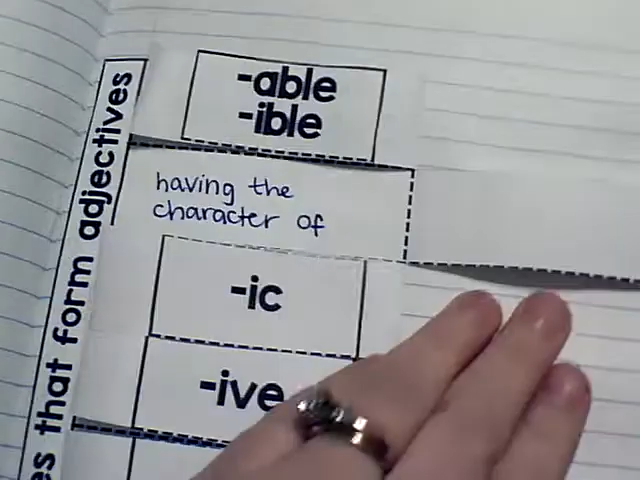 -able
-ible
having the
character of
-ic
-ive
es that form adjectives